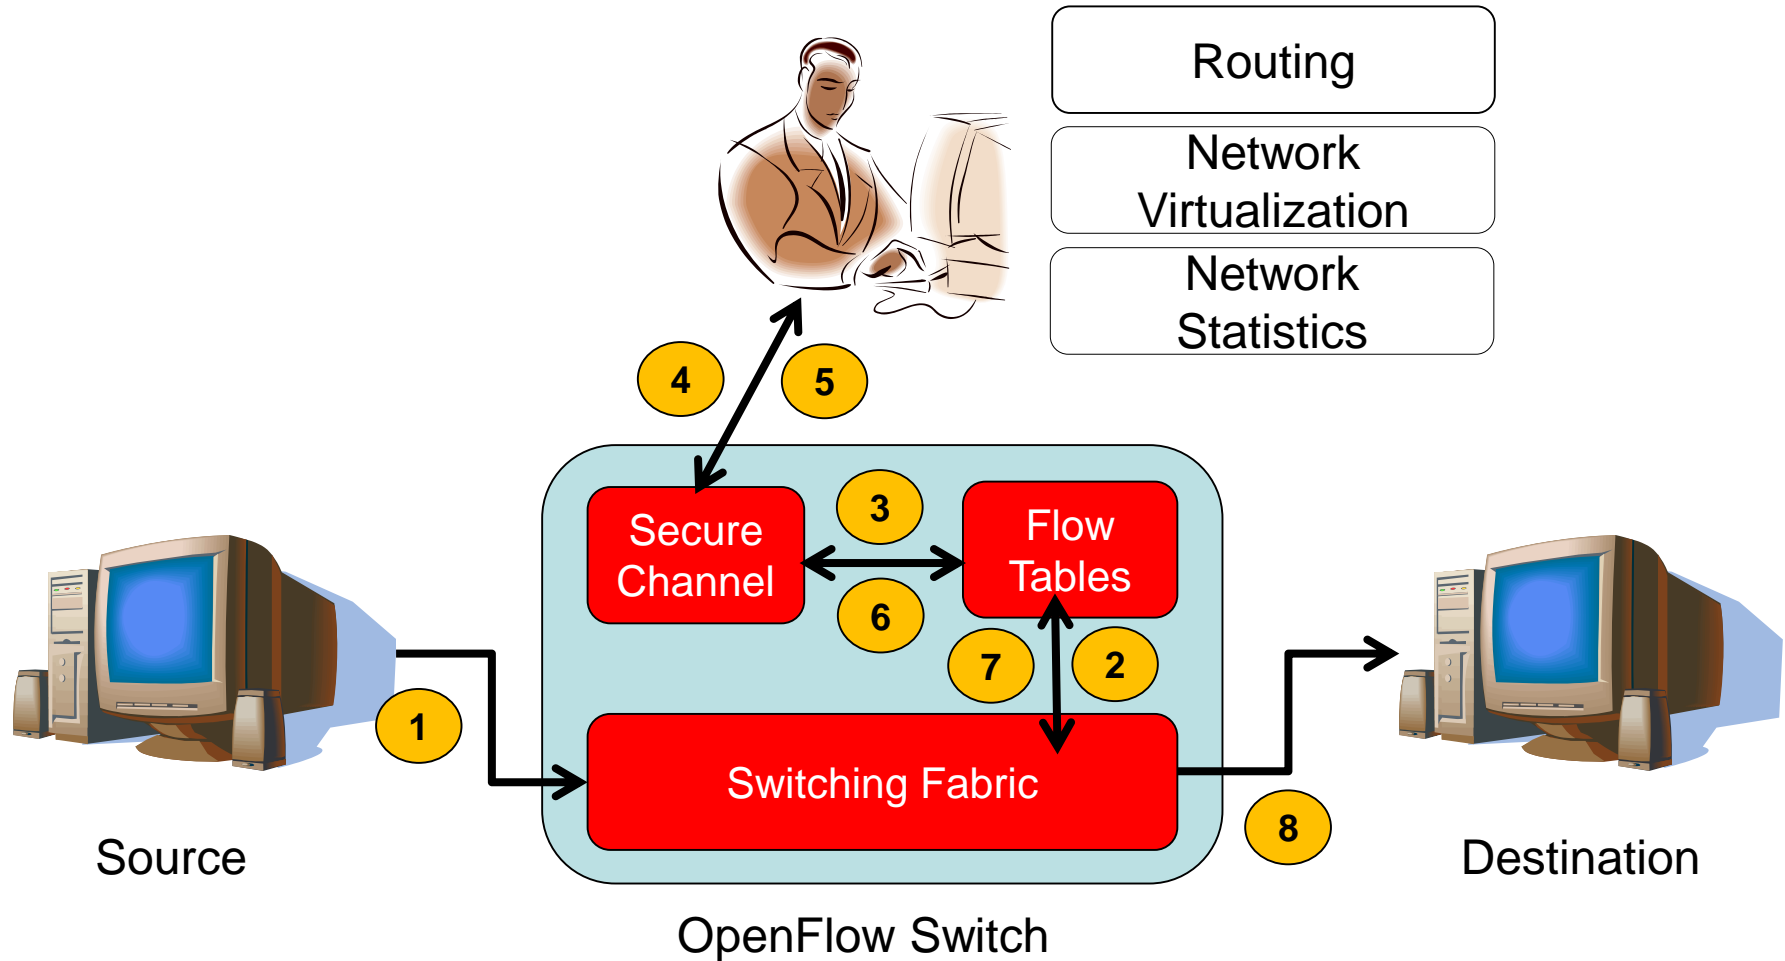 Routing
Network
Virtualization
Network
Statistics
4
5
Secure
Channel
3
6
Flow
Tables
7
2
1
Switching Fabric
8
Source
Destination
OpenFlow Switch